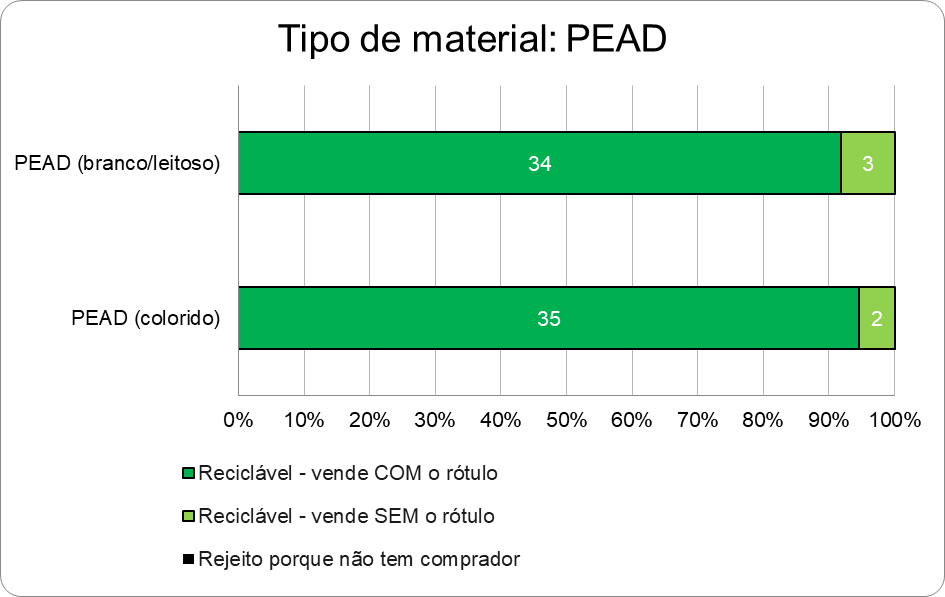 Tipo de material: PEAD
PEAD (branco/leitoso)
34
3
PEAD (colorido)
35
2
0% 10% 20% 30% 40% 50% 60% 70% 80% 90% 100%
Reciclável - vende COM o rótulo
Reciclável - vende SEM o rótulo
Rejeito porque não tem comprador